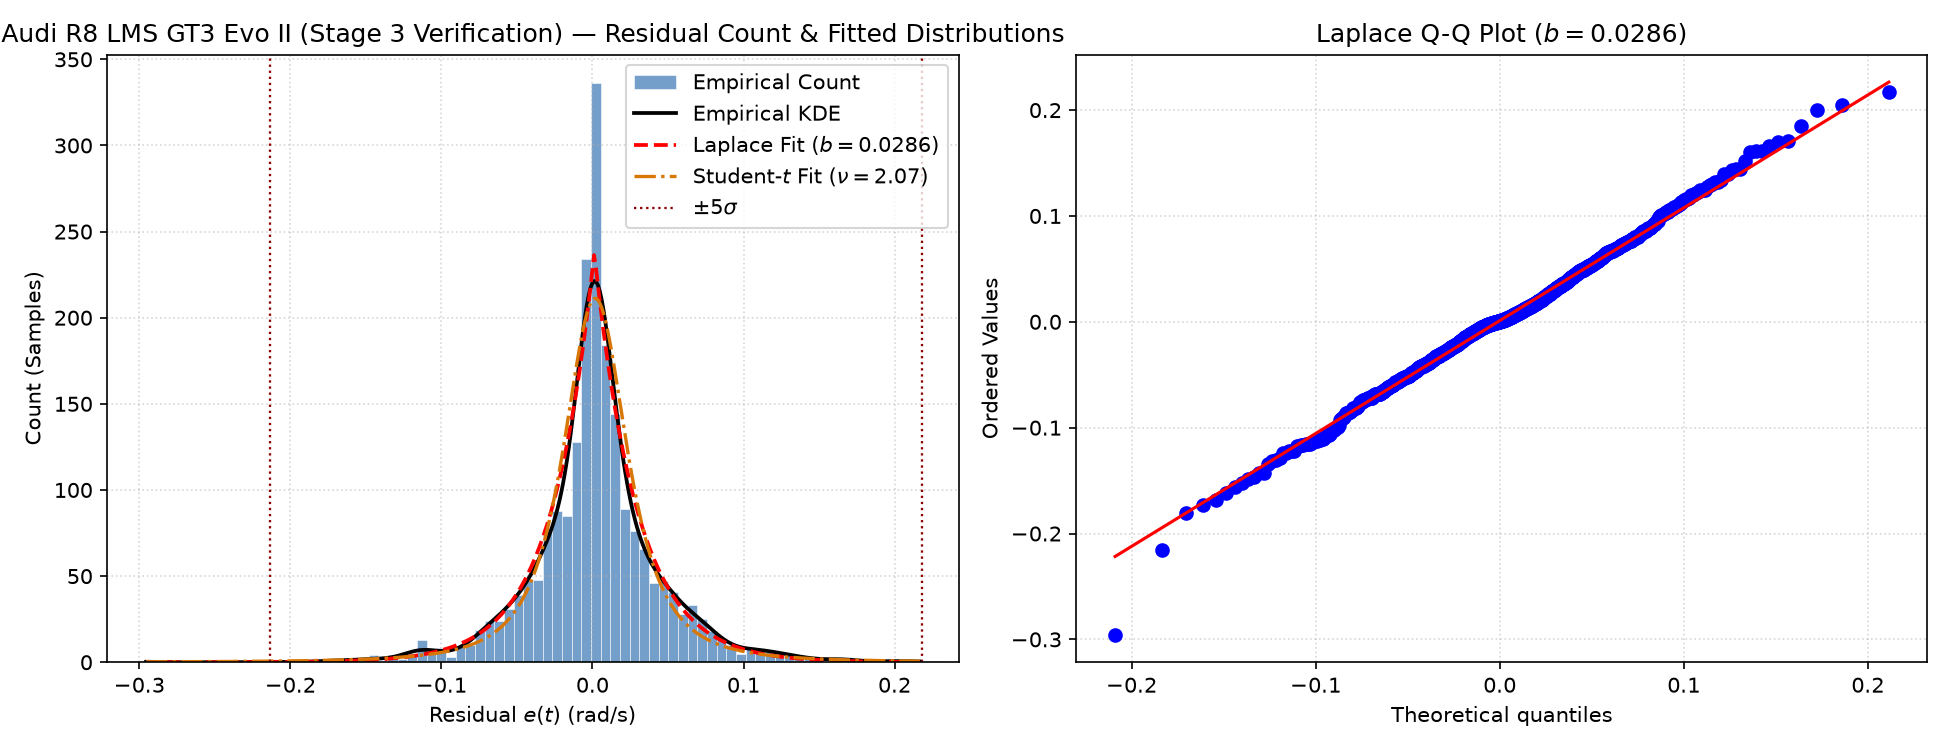 Audi R8 LMS GT3 Evo II (Stage 3 Verification) — Residual Count & Fitted Distributions
350
300
250
200
150
100
50
0
Count (Samples)
Empirical Count
Empirical KDE
Laplace Fit (b = 0.0286)
Student-t Fit (ν = 2.07)
±5σ
−0.3 −0.2 −0.1 0.0 0.1 0.2
Residual e(t) (rad/s)
Laplace Q-Q Plot (b = 0.0286)
0.2
0.1
0.0
−0.1
−0.2
−0.3
Ordered Values
−0.2 −0.1 0.0 0.1 0.2
Theoretical quantiles